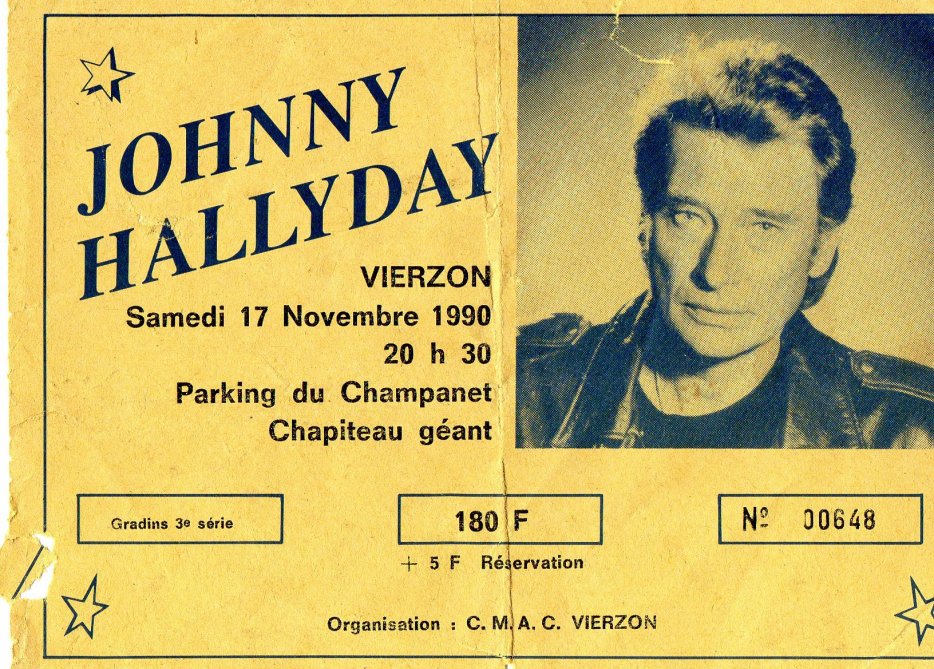 JOHNNY
HALLYDAY
VIERZON
Samedi 17 Novembre 1990
20 h 30
Parking du Champanet
Chapiteau géant
Gradins 3e série
180 F
Nº 00648
+ 5 F Réservation
Organisation : C. M. A. C. VIERZON